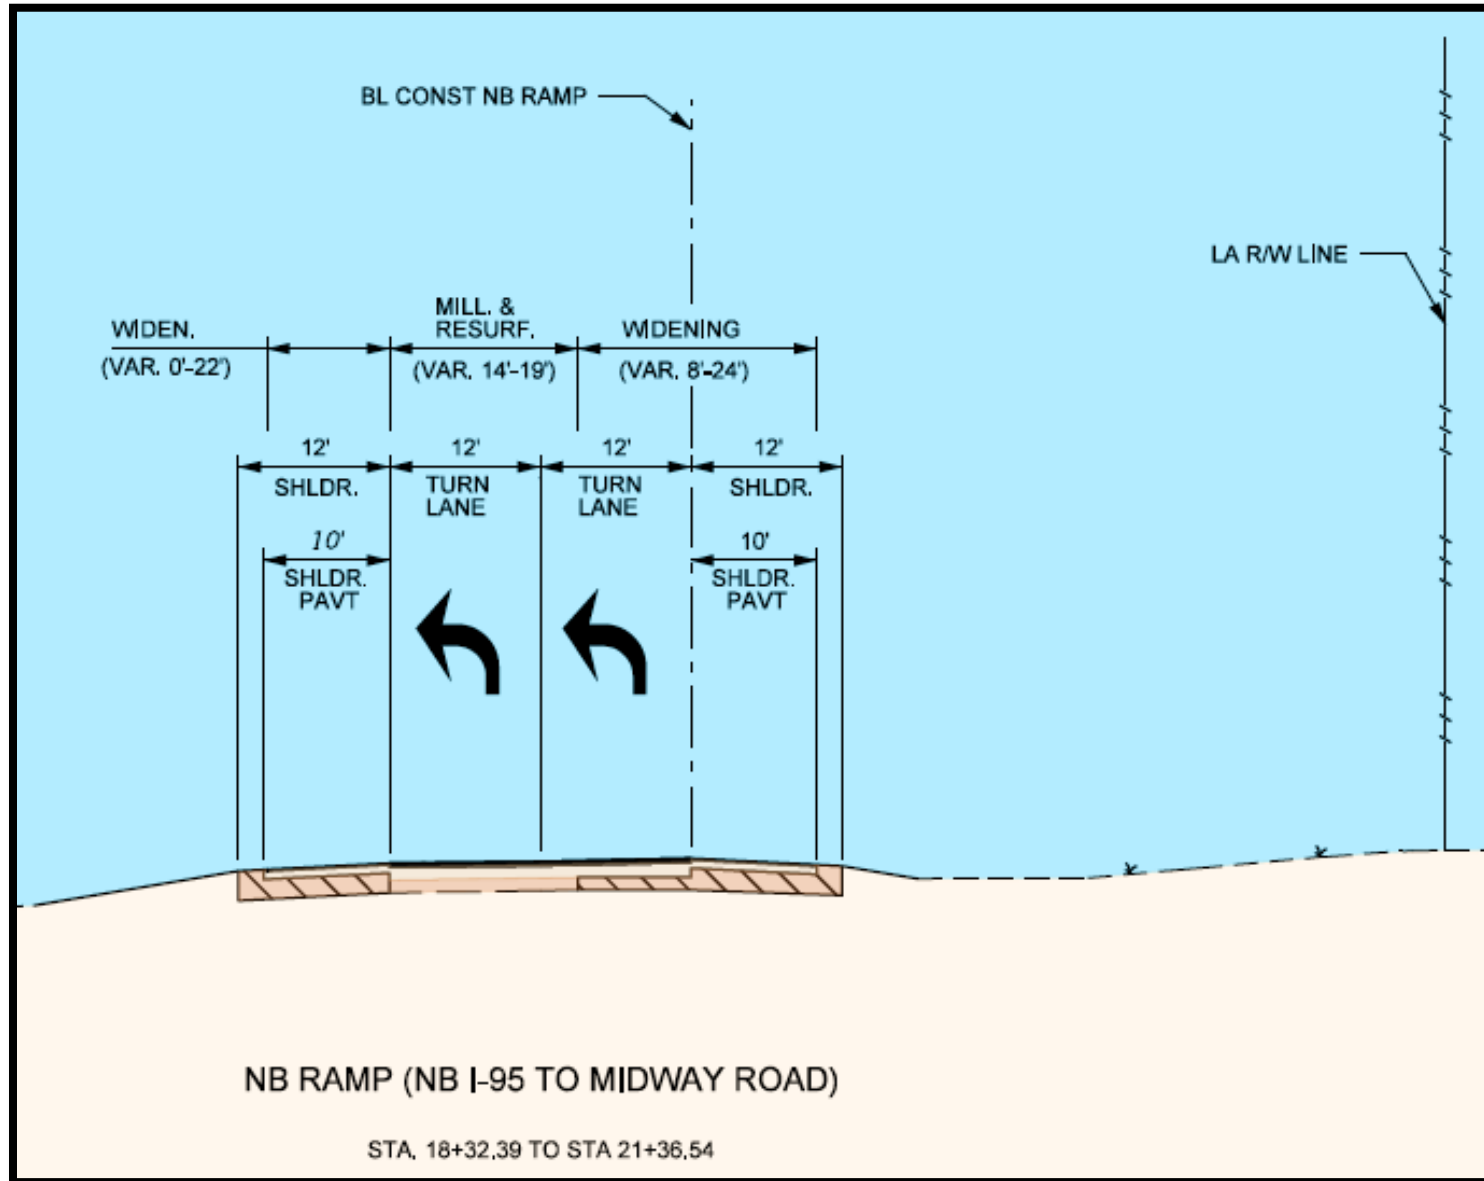 BL CONST NB RAMP
LA R/W LINE
WIDEN.
(VAR. 0'-22')
MILL. &
RESURF.
(VAR. 14'-19')
WIDENING
(VAR. 8'-24')
12'
SHLDR.
12'
TURN
LANE
12'
TURN
LANE
12'
SHLDR.
10'
SHLDR.
PAVT
10'
SHLDR.
PAVT
NB RAMP (NB I-95 TO MIDWAY ROAD)
STA. 18+32.39 TO STA 21+36.54